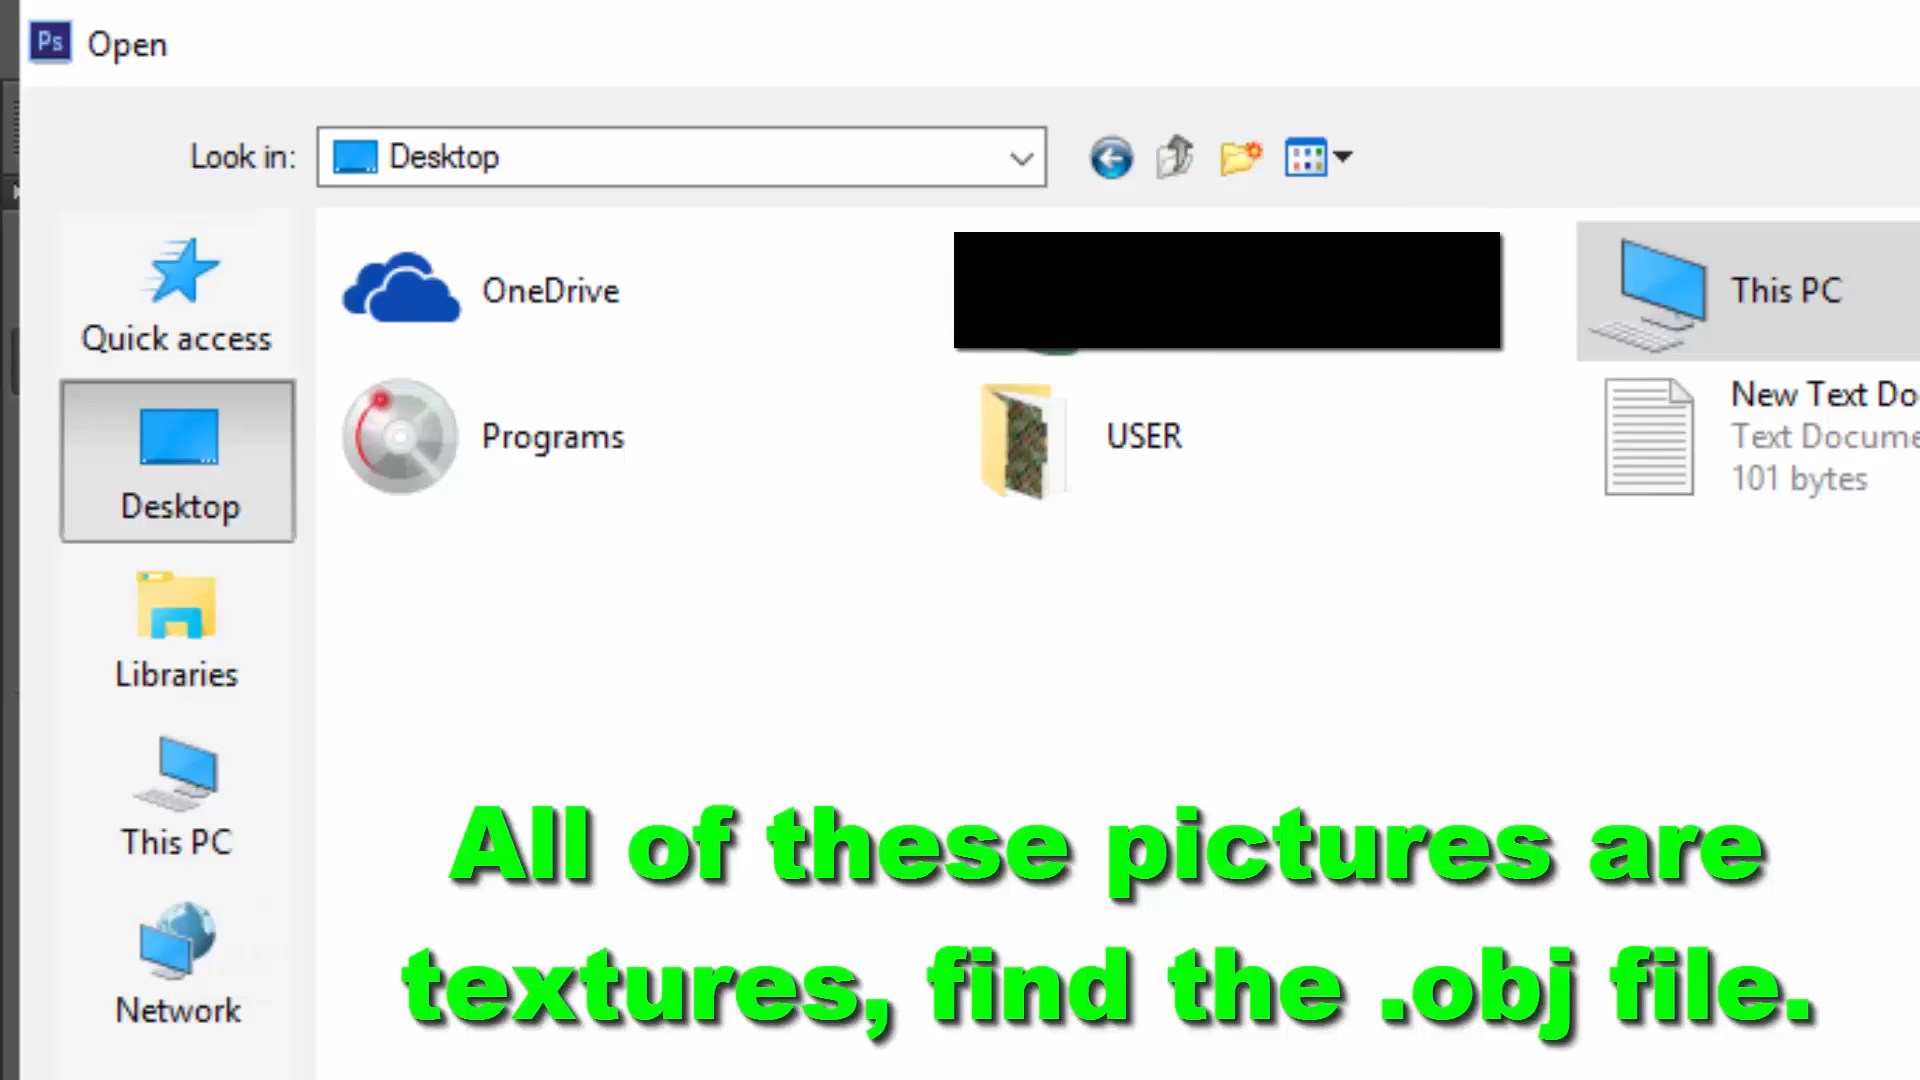 Ps Open
Look in: Desktop
Quick access
Desktop
Libraries
This PC
Network
OneDrive
This PC
Programs
USER
New Text Do
Text Docume
101 bytes
All of these pictures are
textures, find the .obj file.